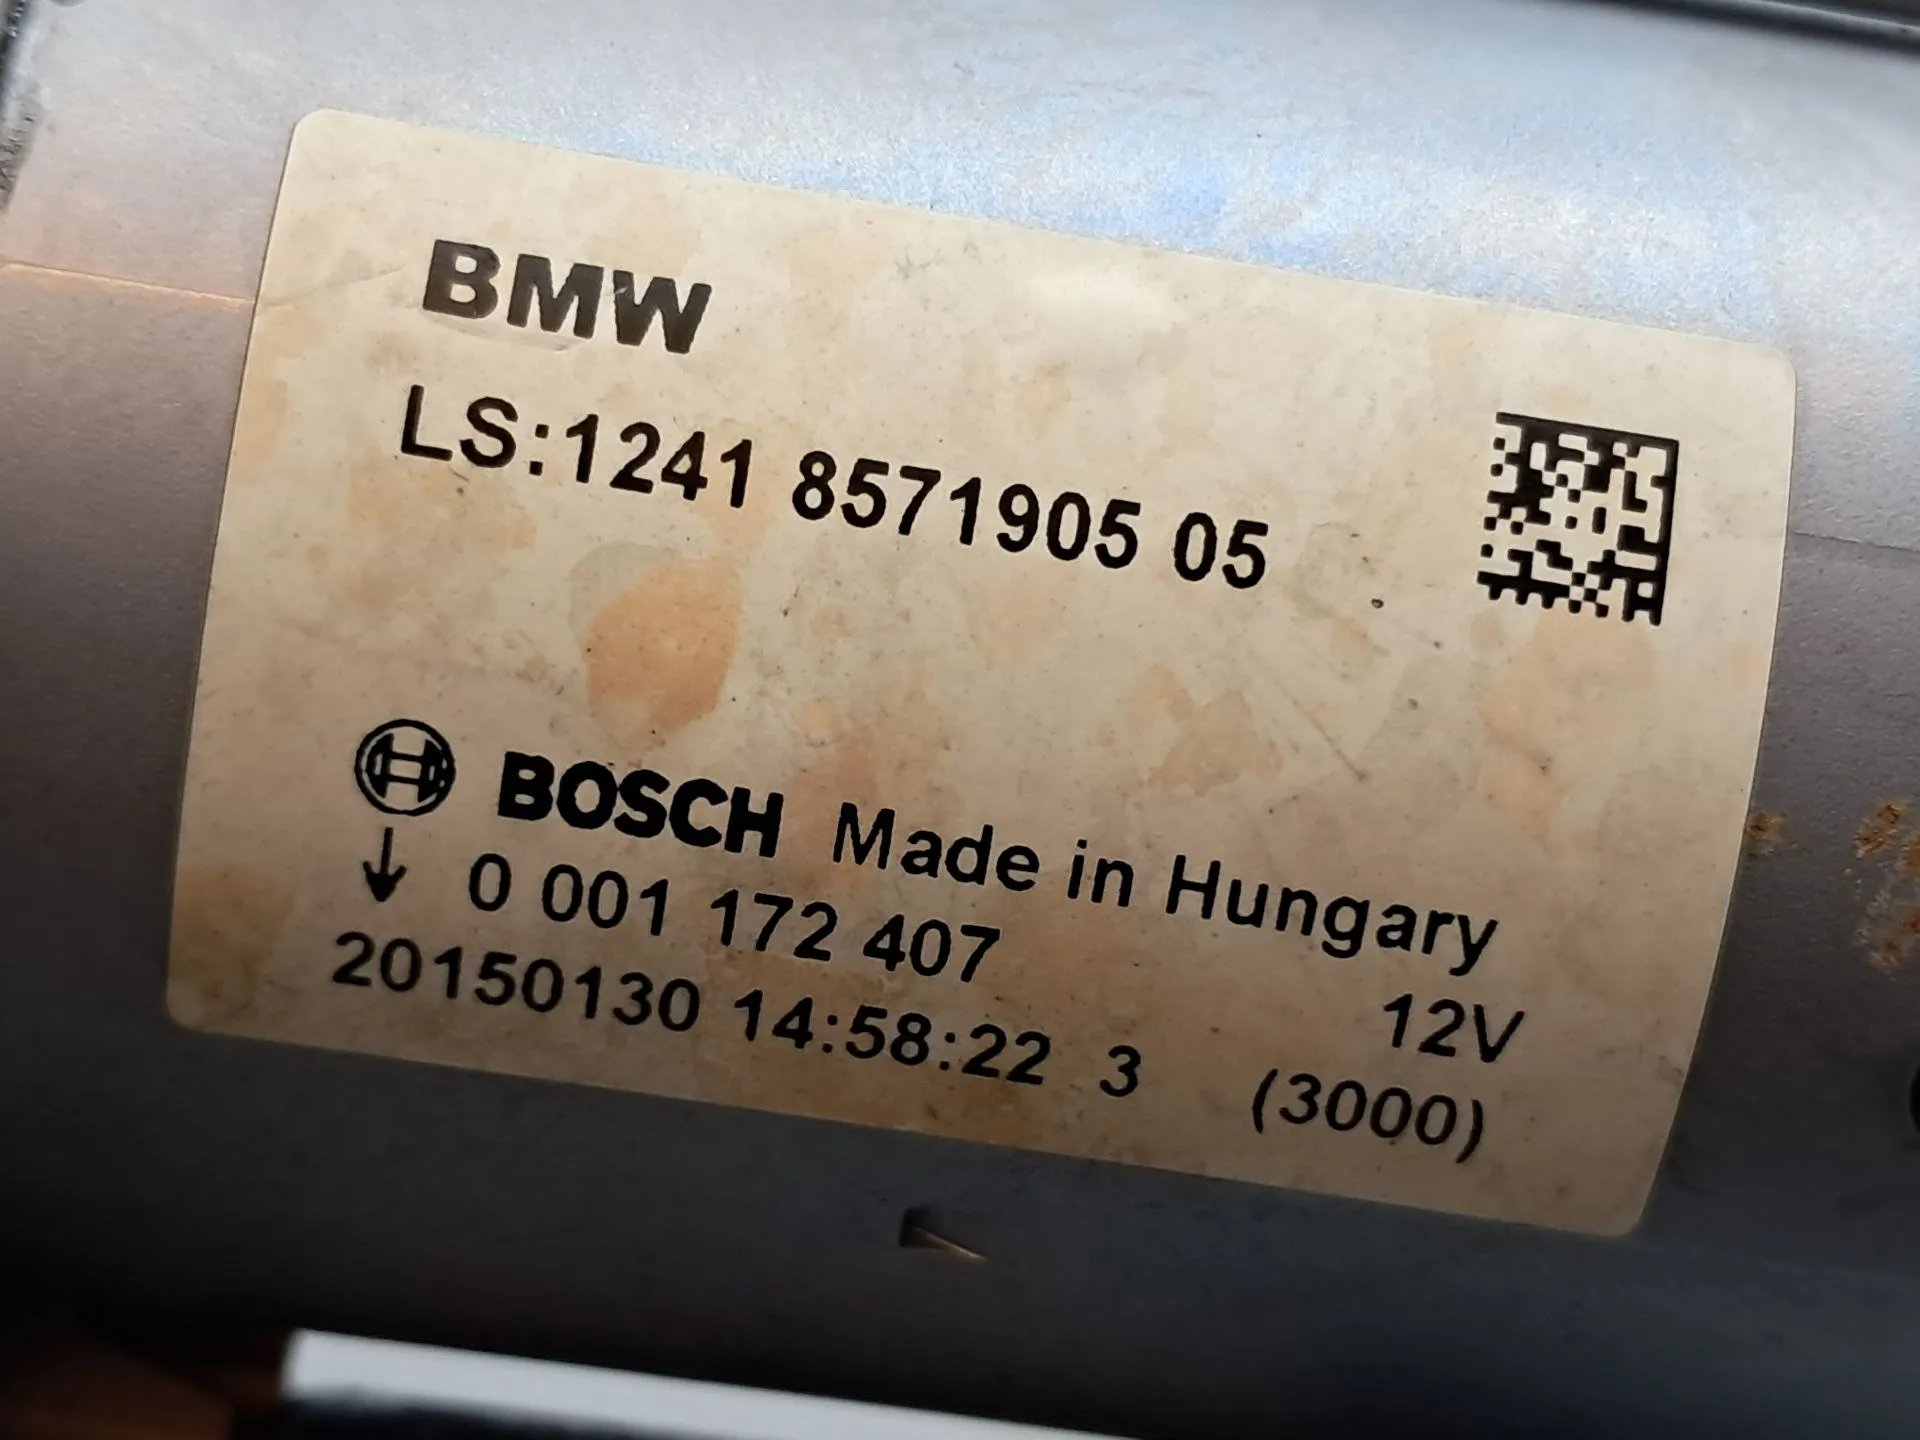 BMW
LS:1241 8571905 05
BOSCH Made in Hungary
↓ 0 001 172 407
12V
20150130 14:58:22 3 (3000)